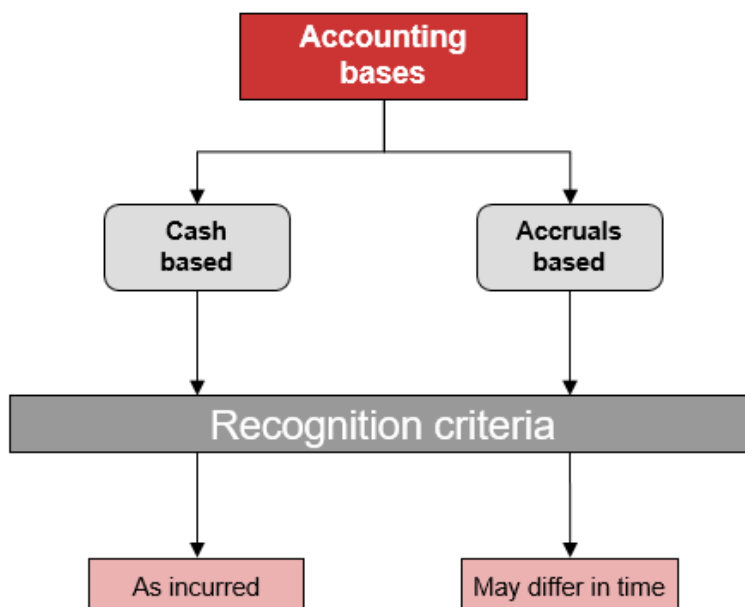 Accounting
bases
Cash
based
Accruals
based
Recognition criteria
As incurred
May differ in time